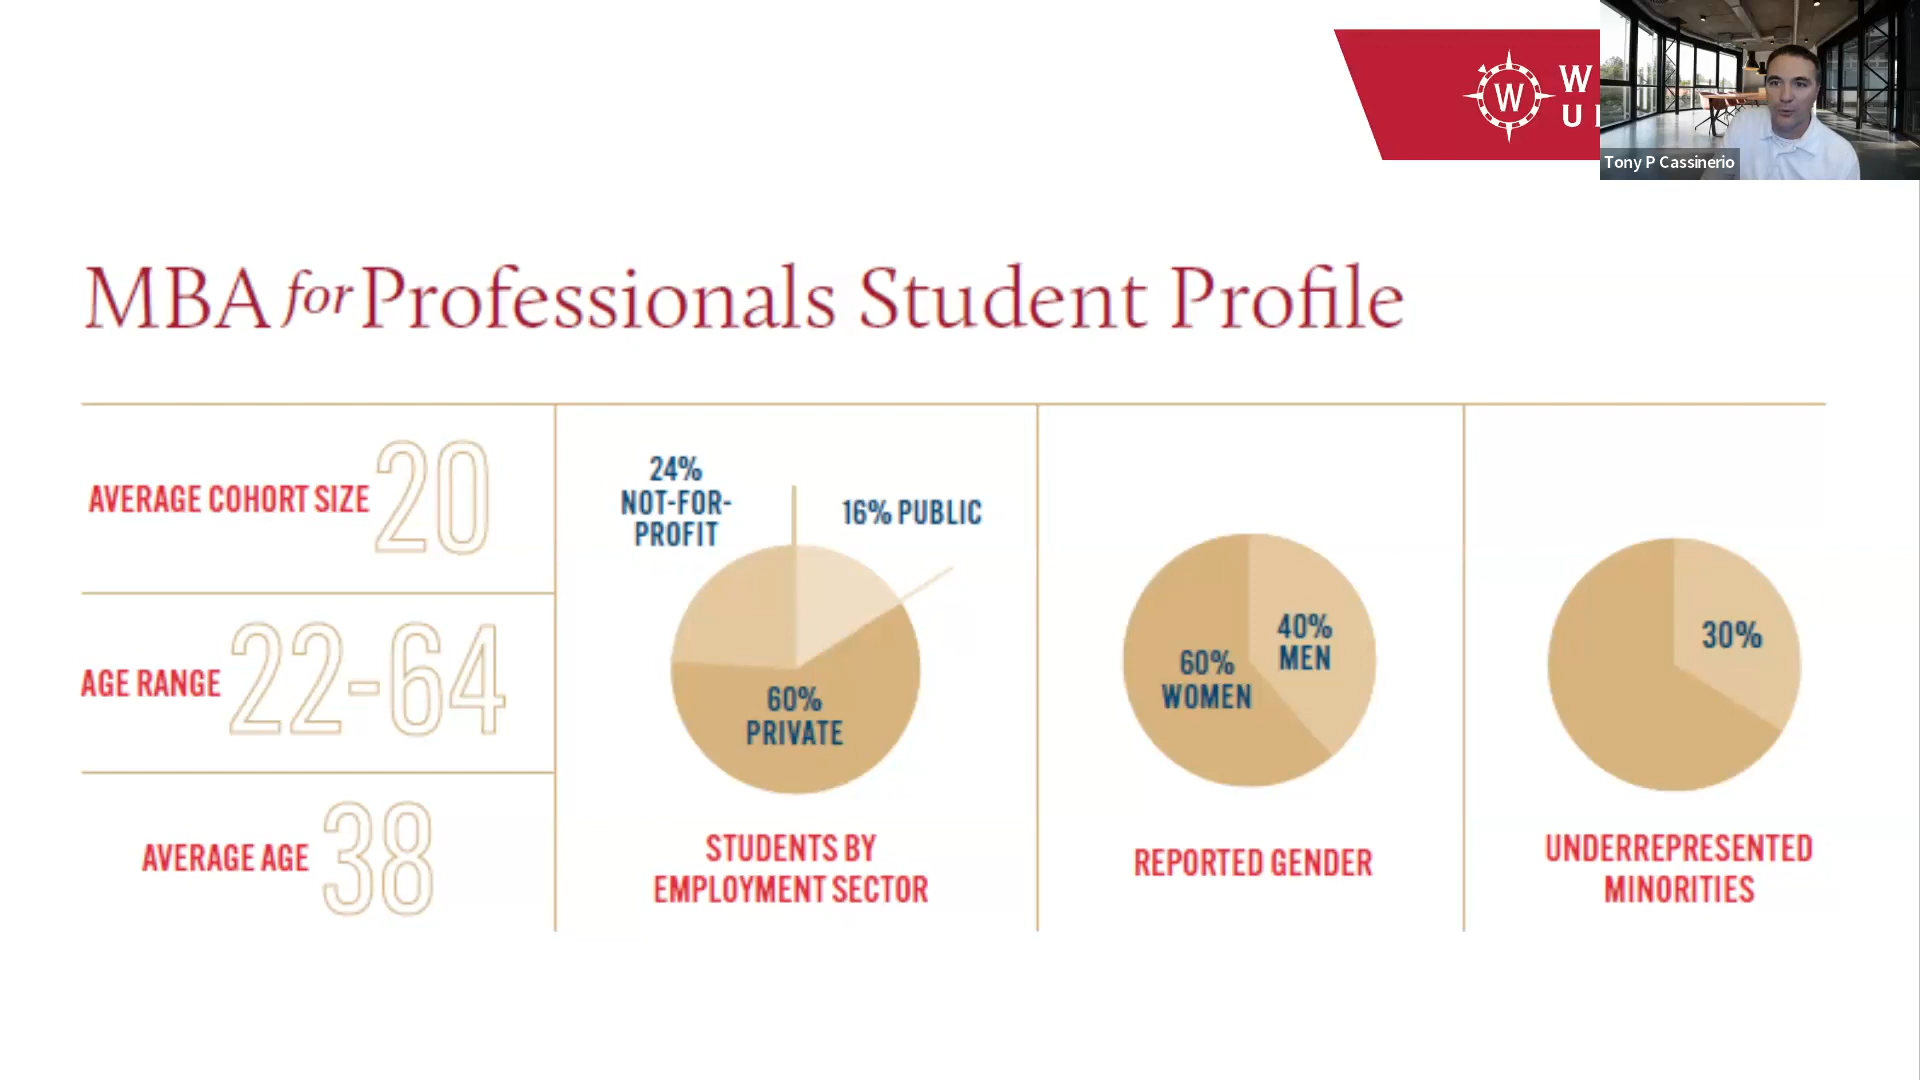 W
W
U
Tony P Cassinerio
MBA for Professionals Student Profile
AVERAGE COHORT SIZE 20
AGE RANGE 22-64
AVERAGE AGE 38
24%
NOT-FOR-
PROFIT
16% PUBLIC
60%
PRIVATE
STUDENTS BY
EMPLOYMENT SECTOR
40%
MEN
60%
WOMEN
REPORTED GENDER
30%
UNDERREPRESENTED
MINORITIES